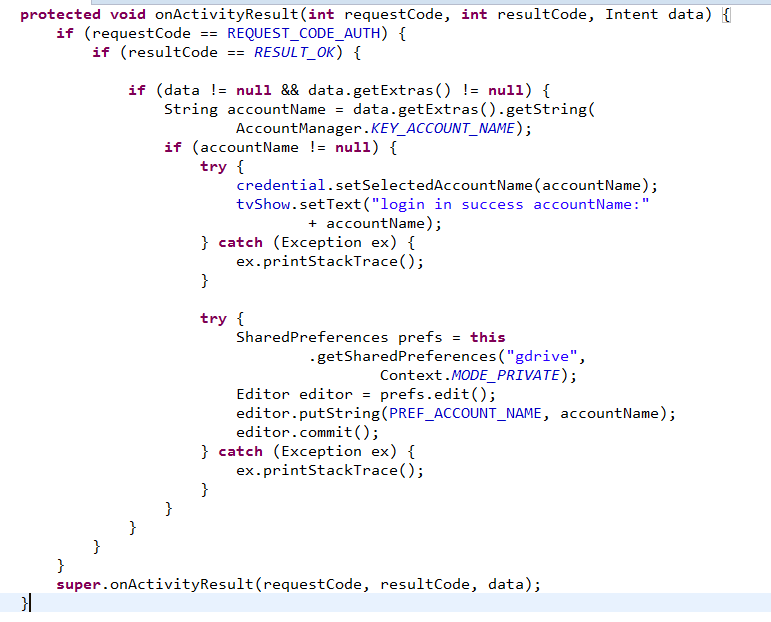 protected void onActivityResult(int requestCode, int resultCode, Intent data) {
    if (requestCode == REQUEST_CODE_AUTH) {
        if (resultCode == RESULT_OK) {

            if (data != null && data.getExtras() != null) {
                String accountName = data.getExtras().getString(
                        AccountManager.KEY_ACCOUNT_NAME);
                if (accountName != null) {
                    try {
                        credential.setSelectedAccountName(accountName);
                        tvShow.setText("login in success accountName:"
                                + accountName);
                    } catch (Exception ex) {
                        ex.printStackTrace();
                    }

                    try {
                        SharedPreferences prefs = this
                                .getSharedPreferences("gdrive",
                                        Context.MODE_PRIVATE);
                        Editor editor = prefs.edit();
                        editor.putString(PREF_ACCOUNT_NAME, accountName);
                        editor.commit();
                    } catch (Exception ex) {
                        ex.printStackTrace();
                    }
                }
            }
        }
    }
    super.onActivityResult(requestCode, resultCode, data);
}